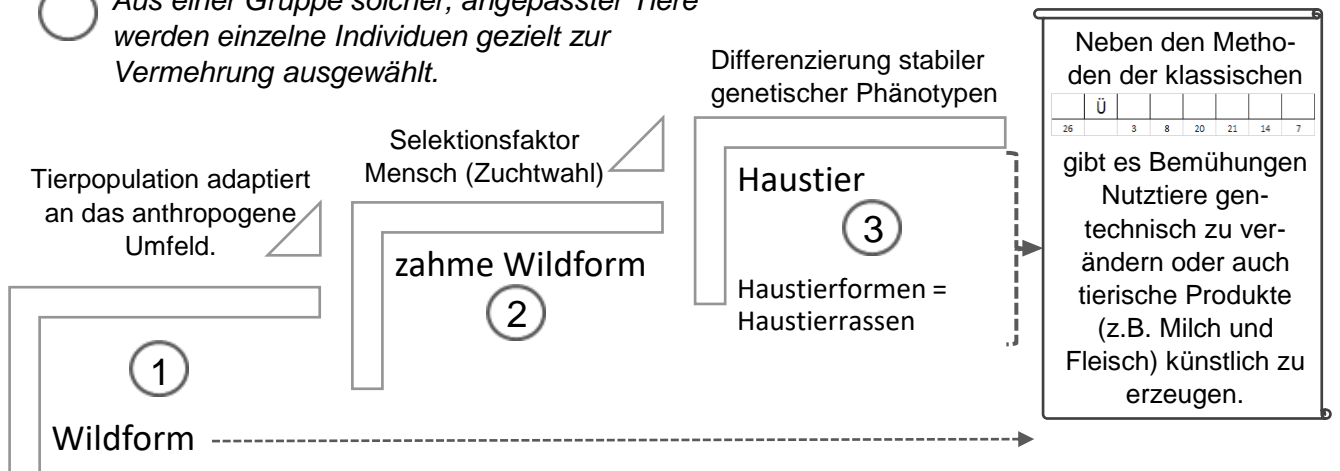 Aus einer Gruppe solcher, angepasster Tiere
werden einzelne Individuen gezielt zur
Vermehrung ausgewählt.
Differenzierung stabiler
genetischer Phänotypen
Selektionsfaktor
Mensch (Zuchtwahl)
Tierpopulation adaptiert
an das anthropogene
Umfeld.
Haustier
3
Haustierformen =
Haustierrassen
zahme Wildform
2
1
Wildform
Neben den Metho-
den der klassischen
Ü
26 3 8 20 21 14 7
gibt es Bemühungen
Nutztiere gen-
technisch zu ver-
ändern oder auch
tierische Produkte
(z.B. Milch und
Fleisch) künstlich zu
erzeugen.